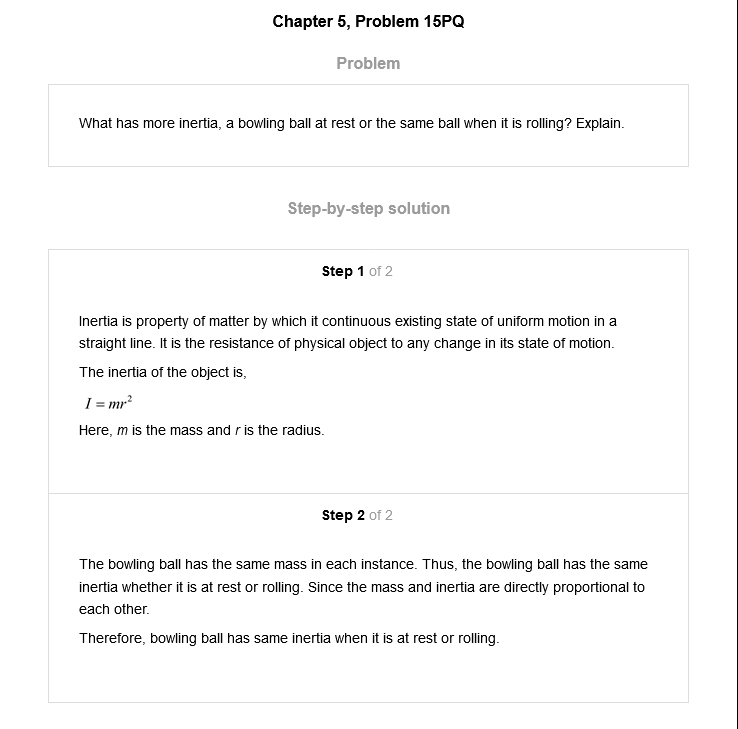 Chapter 5, Problem 15PQ
Problem
What has more inertia, a bowling ball at rest or the same ball when it is rolling? Explain.
Step-by-step solution
Step 1 of 2
Inertia is property of matter by which it continuous existing state of uniform motion in a
straight line. It is the resistance of physical object to any change in its state of motion.
The inertia of the object is,
I = mr²
Here, m is the mass and r is the radius.
Step 2 of 2
The bowling ball has the same mass in each instance. Thus, the bowling ball has the same
inertia whether it is at rest or rolling. Since the mass and inertia are directly proportional to
each other.
Therefore, bowling ball has same inertia when it is at rest or rolling.